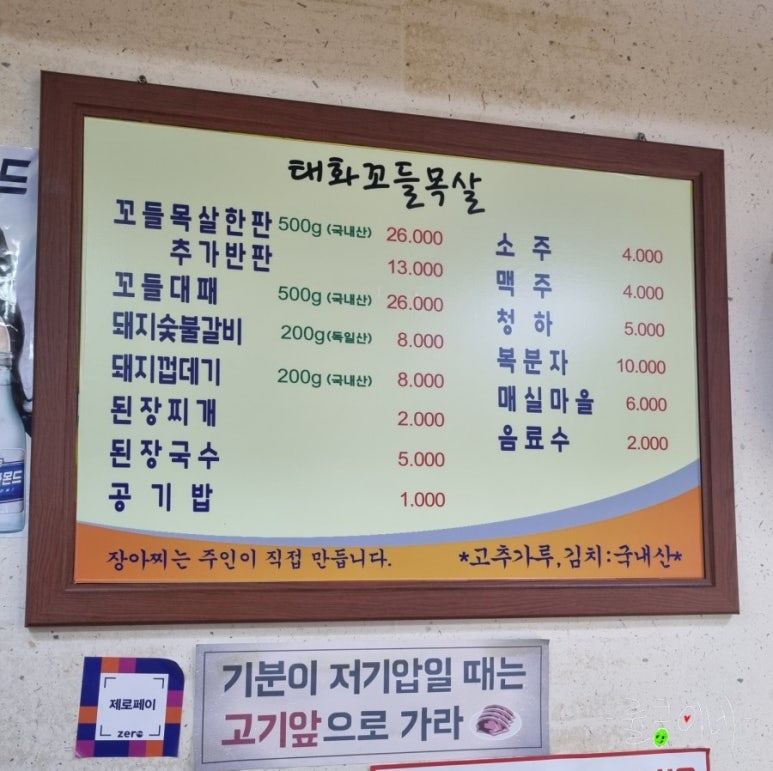 태화꼬들목살
꼬들목살한판 500g (국내산) 26.000
추가반판 13.000
꼬들대패 500g (국내산) 26.000
돼지숯불갈비 200g (독일산) 8.000
돼지껍데기 200g (국내산) 8.000
된장찌개 2.000
된장국수 5.000
공기밥 1.000
소주 4.000
맥주 4.000
청하 5.000
복분자 10.000
매실마을 6.000
음료수 2.000
장아찌는 주인이 직접 만듭니다.
*고추가루,김치:국내산*
드
몬드
제로페이
zero
기분이 저기압일 때는
고기앞으로 가라